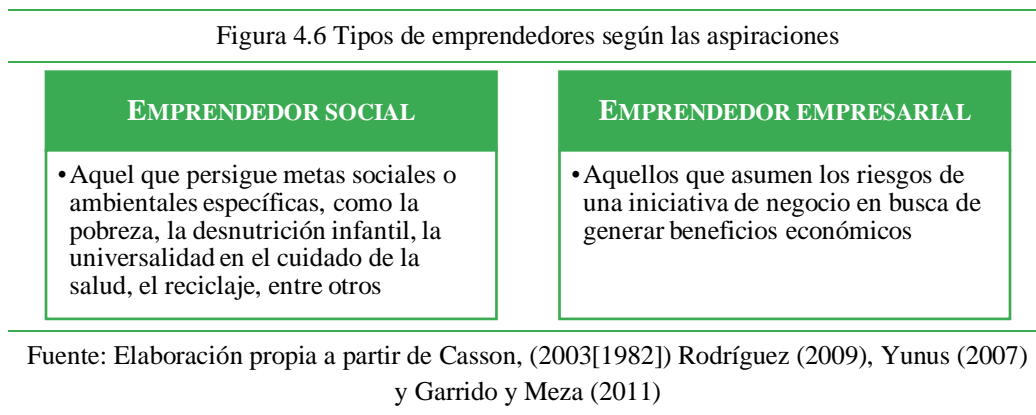 Figura 4.6 Tipos de emprendedores según las aspiraciones
EMPRENDEDOR SOCIAL
•Aquel que persigue metas sociales o
ambientales específicas, como la
pobreza, la desnutrición infantil, la
universalidad en el cuidado de la
salud, el reciclaje, entre otros
EMPRENDEDOR EMPRESARIAL
•Aquellos que asumen los riesgos de
una iniciativa de negocio en busca de
generar beneficios económicos
Fuente: Elaboración propia a partir de Casson, (2003[1982]) Rodríguez (2009), Yunus (2007)
y Garrido y Meza (2011)